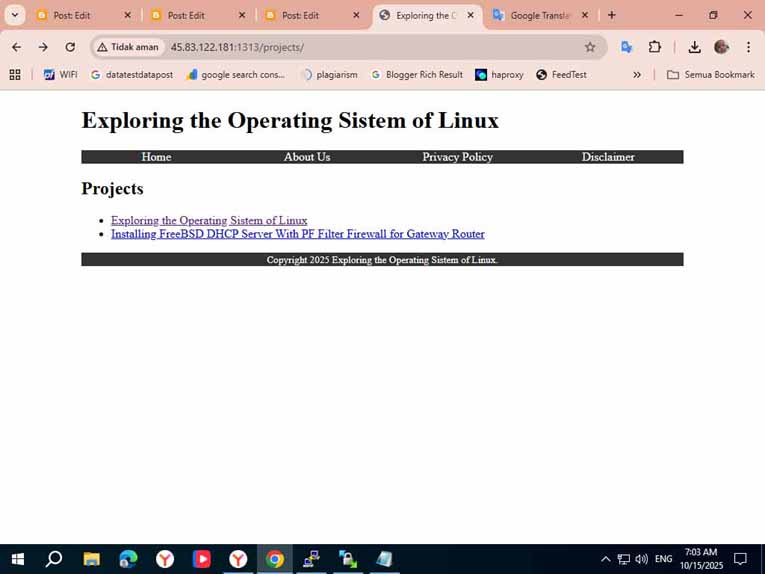 Post: Edit
Post: Edit
Post: Edit
Exploring the O
Google Transla
Tidak aman
45.83.122.181:1313/projects/
WIFI
datatestdatapost
google search cons...
plagiarism
Blogger Rich Result
haproxy
FeedTest
Semua Bookmark
Exploring the Operating Sistem of Linux
Home
About Us
Privacy Policy
Disclaimer
Projects
Exploring the Operating Sistem of Linux
Installing FreeBSD DHCP Server With PF Filter Firewall for Gateway Router
Copyright 2025 Exploring the Operating Sistem of Linux.
ENG
7:03 AM
10/15/2025